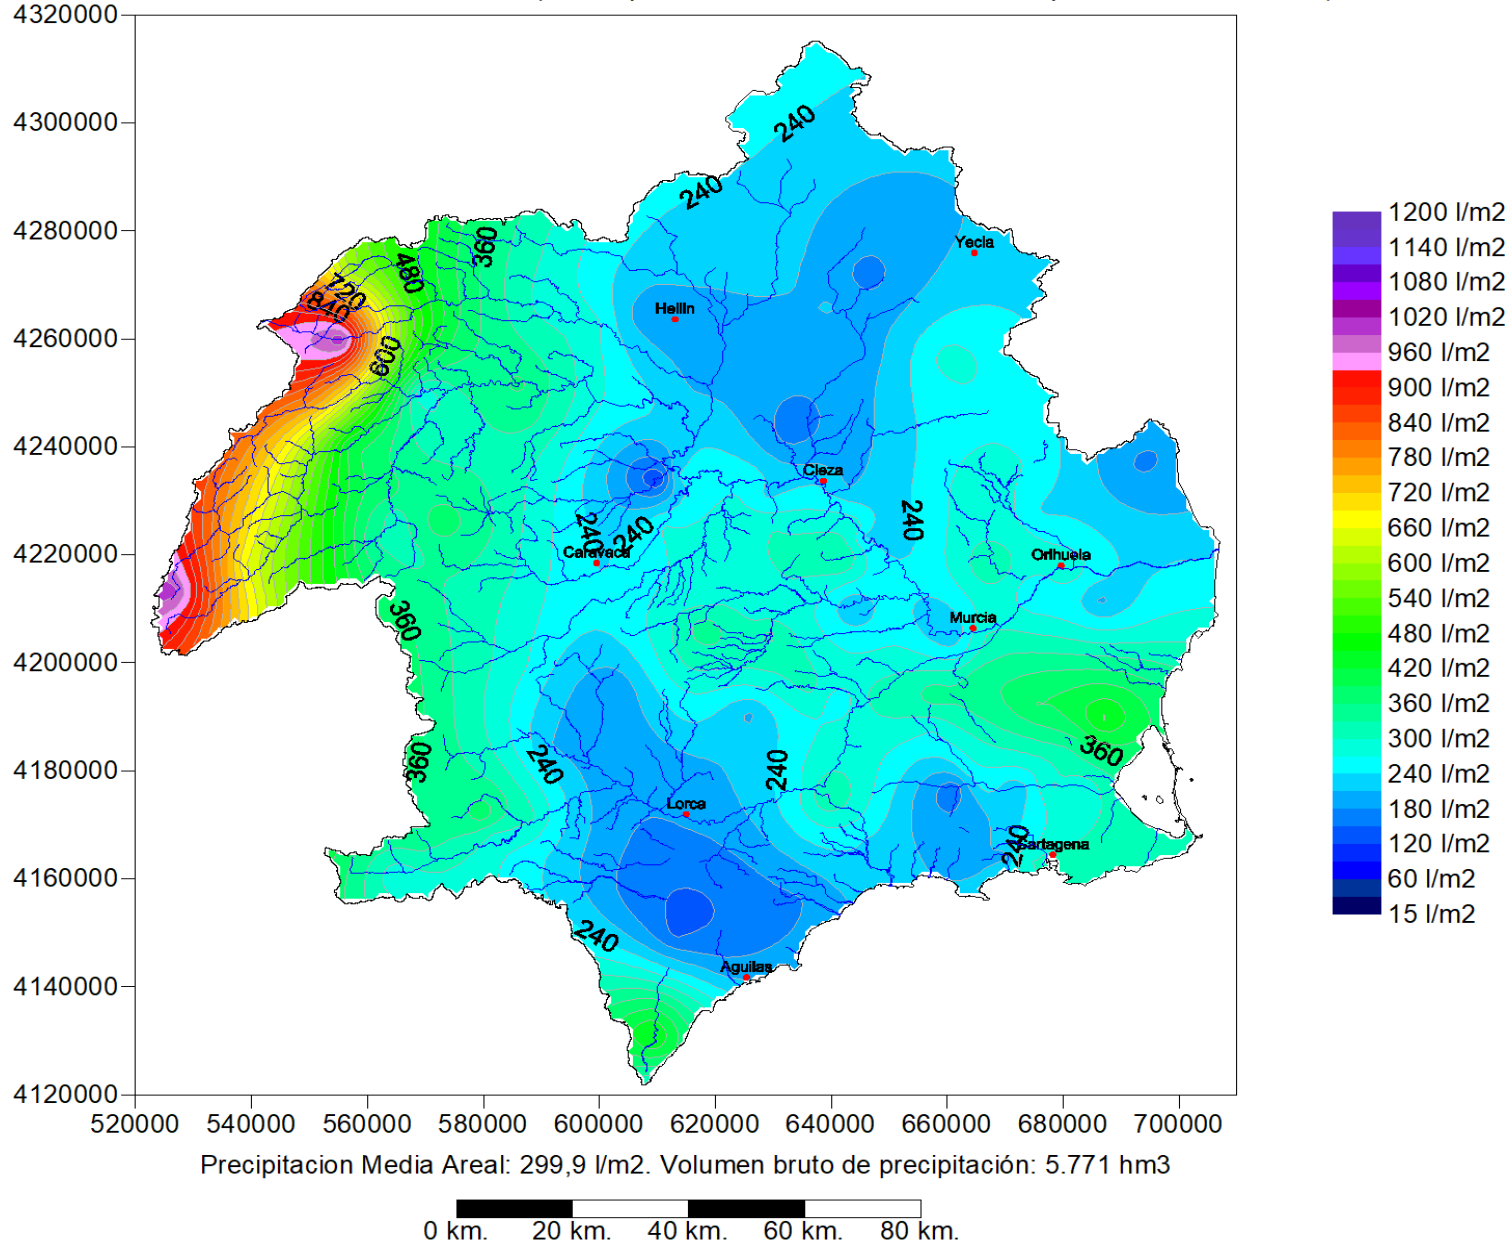 4320000
4300000
4280000
4260000
4240000
4220000
4200000
4180000
4160000
4140000
4120000
520000 540000 560000 580000 600000 620000 640000 660000 680000 700000
240
240
360
480
720
840
600
Yecla
Hellin
Cieza
240
240
240
Caravaca
Orihuela
Murcia
360
360
360
240
240
Lorca
240
Cartagena
240
Aguilas
1200 l/m2
1140 l/m2
1080 l/m2
1020 l/m2
960 l/m2
900 l/m2
840 l/m2
780 l/m2
720 l/m2
660 l/m2
600 l/m2
540 l/m2
480 l/m2
420 l/m2
360 l/m2
300 l/m2
240 l/m2
180 l/m2
120 l/m2
60 l/m2
15 l/m2
Precipitacion Media Areal: 299,9 l/m2. Volumen bruto de precipitación: 5.771 hm3
0 km. 20 km. 40 km. 60 km. 80 km.